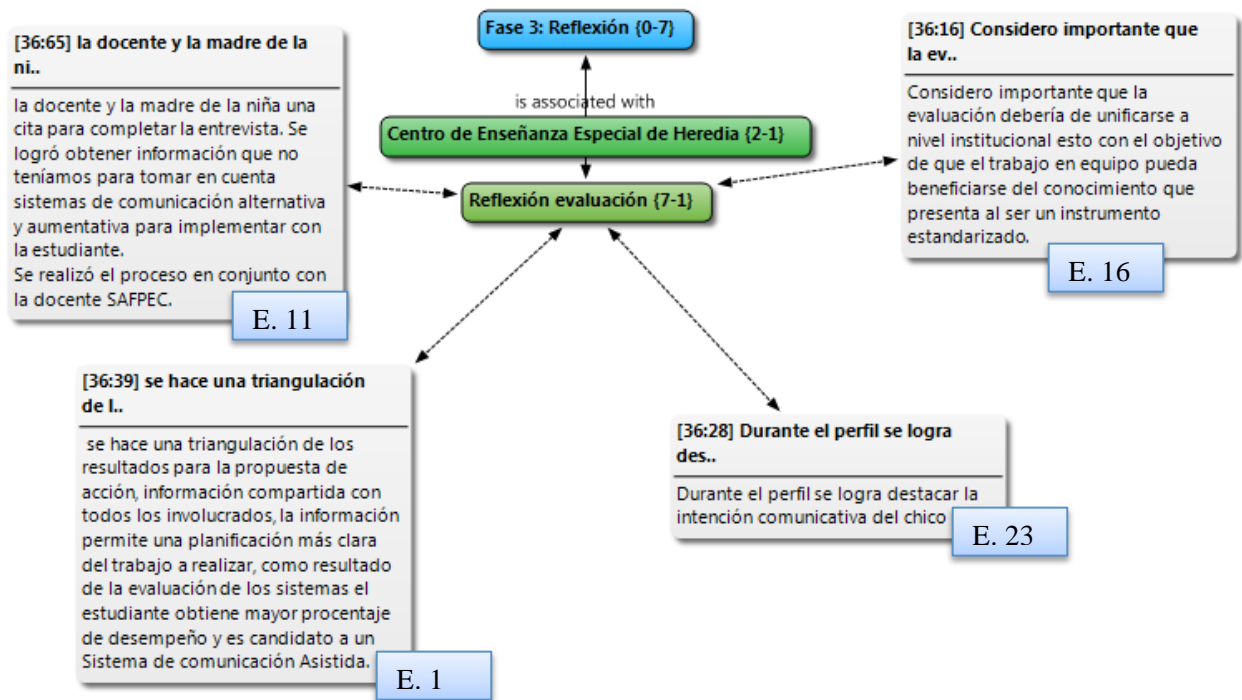 Fase 3: Reflexión {0-7}
is associated with
Centro de Enseñanza Especial de Heredia {2-1}
Reflexión evaluación {7-1}
[36:65] la docente y la madre de la
ni..
la docente y la madre de la niña una
cita para completar la entrevista. Se
logró obtener información que no
teníamos para tomar en cuenta
sistemas de comunicación alternativa
y aumentativa para implementar con
la estudiante.
Se realizó el proceso en conjunto con
la docente SAFPEC.
E. 11
[36:16] Considero importante que
la ev..
Considero importante que la
evaluación debería de unificarse a
nivel institucional esto con el objetivo
de que el trabajo en equipo pueda
beneficiarse del conocimiento que
presenta al ser un instrumento
estandarizado.
E. 16
[36:39] se hace una triangulación
de l..
se hace una triangulación de los
resultados para la propuesta de
acción, información compartida con
todos los involucrados, la información
permite una planificación más clara
del trabajo a realizar, como resultado
de la evaluación de los sistemas el
estudiante obtiene mayor procentaje
de desempeño y es candidato a un
Sistema de comunicación Asistida.
E. 1
[36:28] Durante el perfil se logra
des..
Durante el perfil se logra destacar la
intención comunicativa del chico
E. 23